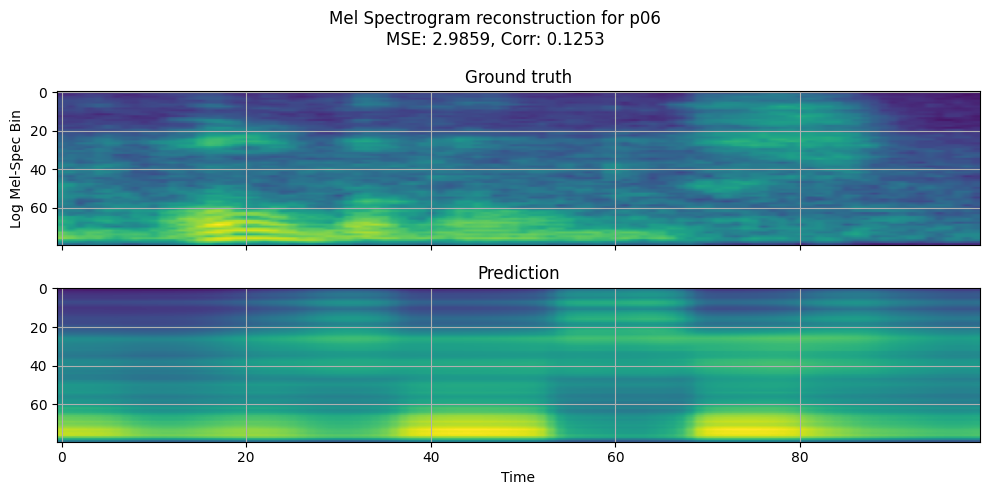 Mel Spectrogram reconstruction for p06
MSE: 2.9859, Corr: 0.1253
Ground truth
0
20
40
60
Log Mel-Spec Bin
Prediction
0
20
40
60
0 20 40 60 80
Time